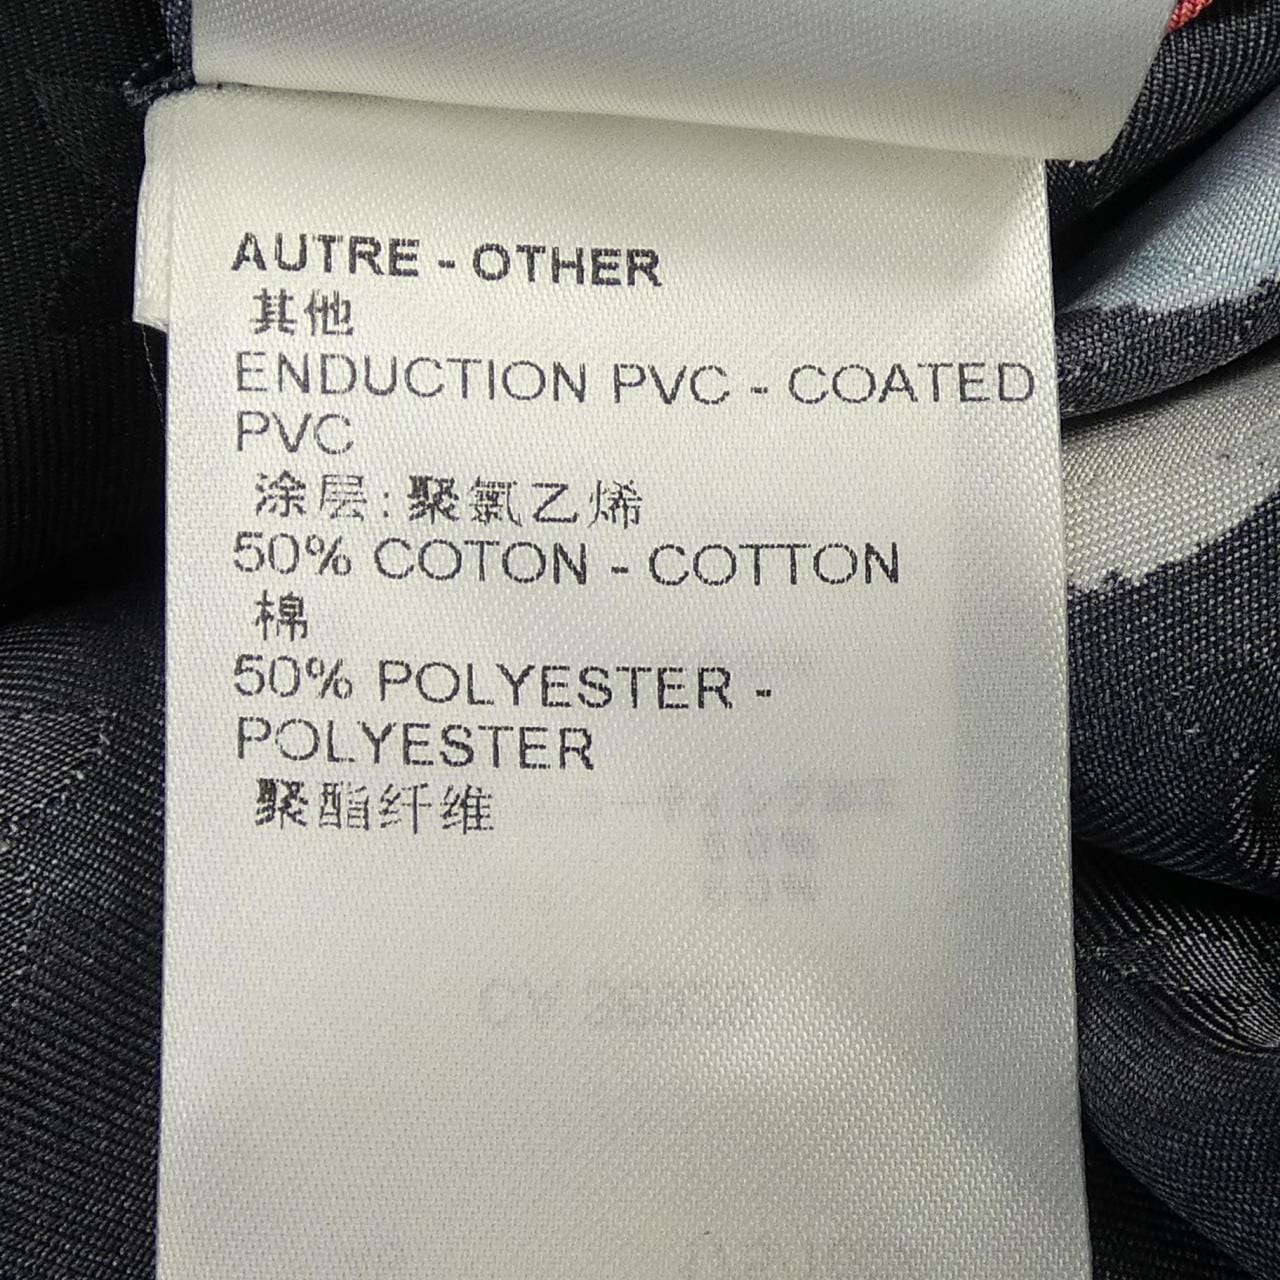 AUTRE - OTHER
其他
ENDUCTION PVC - COATED
PVC
涂层: 聚氯乙烯
50% COTON - COTTON
棉
50% POLYESTER -
POLYESTER
聚酯纤维